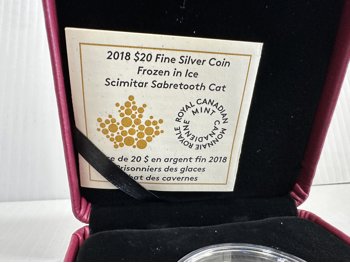 2018 $20 Fine Silver Coin
Frozen in Ice
Scimitar Sabretooth Cat
ROYAL CANADIAN MINT
MONNAIE ROYALE CANADIENNE
de 20 $ en argent fin 2018
risonniers des glaces
hat des cavernes